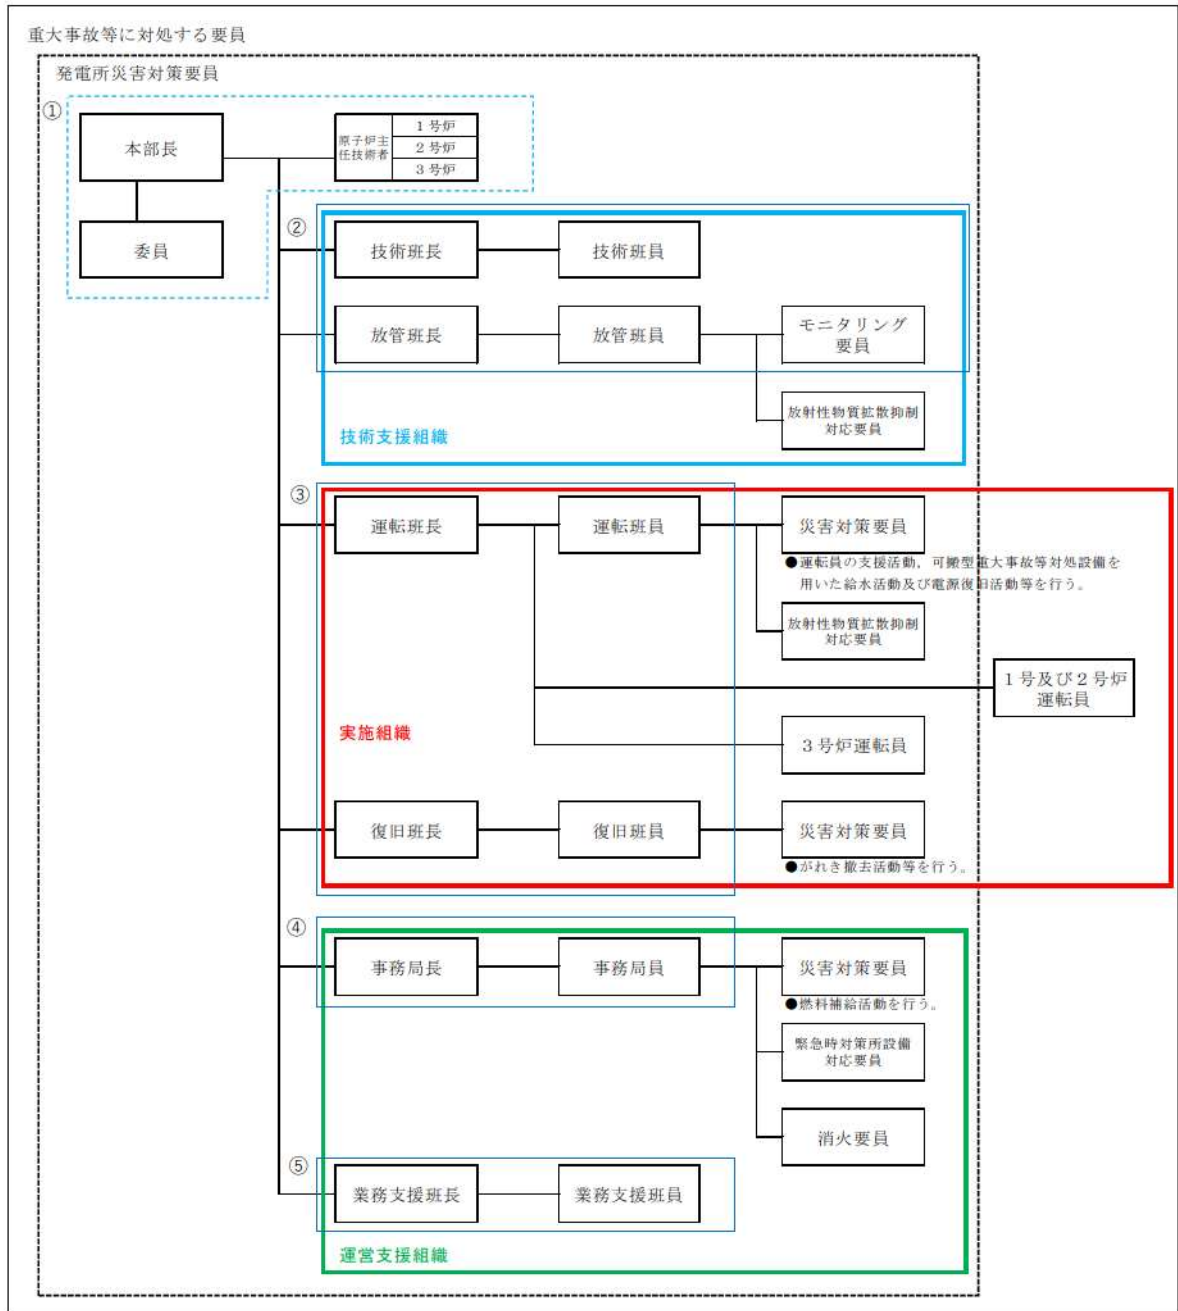 重大事故等に対処する要員
発電所災害対策要員
①
本部長
原子炉主
任技術者
1号炉
2号炉
3号炉
委員
②
技術班長
技術班員
放管班長
放管班員
モニタリング
要員
放射性物質拡散抑制
対応要員
技術支援組織
③
運転班長
運転班員
災害対策要員
●運転員の支援活動，可搬型重大事故等対処設備を
用いた給水活動及び電源復旧活動等を行う。
放射性物質拡散抑制
対応要員
1号及び2号炉
運転員
実施組織
3号炉運転員
復旧班長
復旧班員
災害対策要員
●がれき撤去活動等を行う。
④
事務局長
事務局員
災害対策要員
●燃料補給活動を行う。
緊急時対策所設備
対応要員
消火要員
⑤
業務支援班長
業務支援班員
運営支援組織